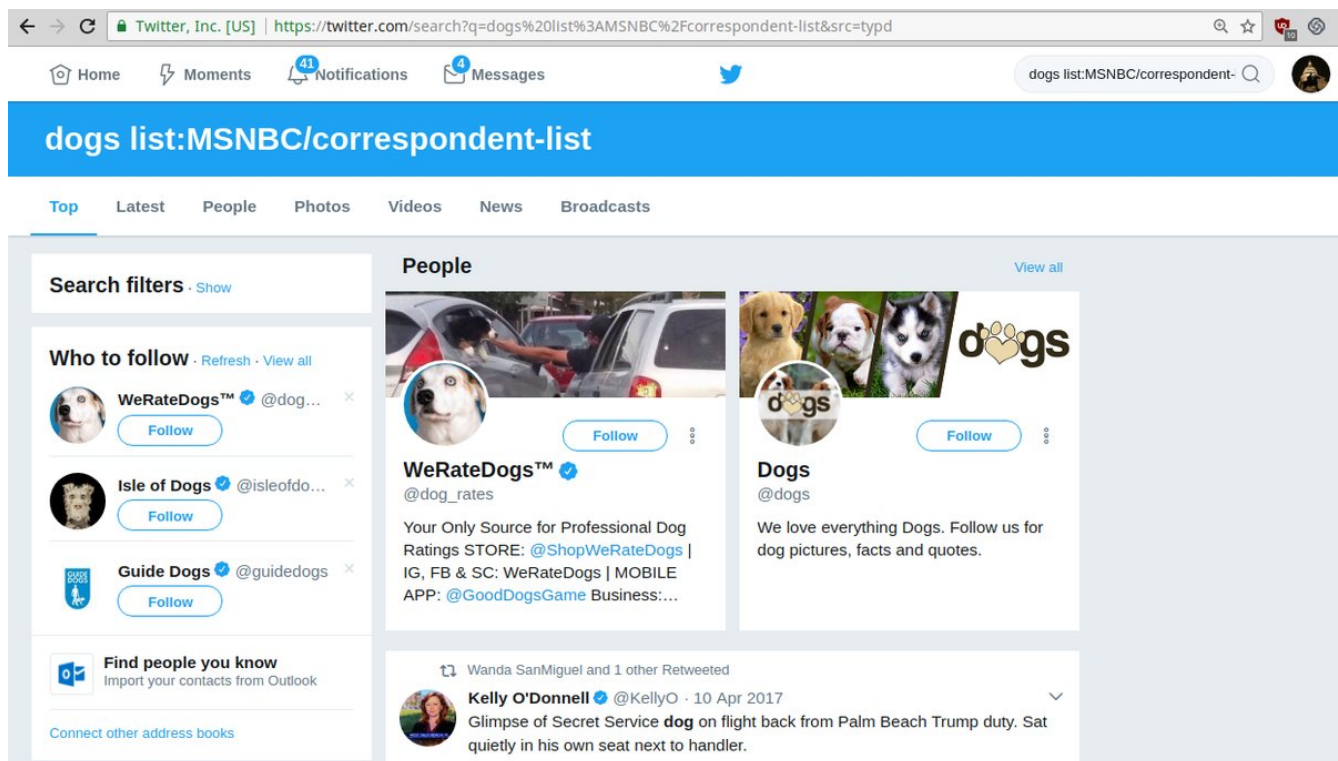 Twitter, Inc. [US] | https://twitter.com/search?q=dogs%20list%3AMSNBC%2Fcorrespondent-list&src=typd
10
Home
Moments
41
Notifications
4
Messages
dogs list:MSNBC/correspondent-
dogs list:MSNBC/correspondent-list
Top
Latest
People
Photos
Videos
News
Broadcasts
Search filters · Show
Who to follow · Refresh · View all
WeRateDogs™ @dog...
Follow
Isle of Dogs @isleofdo...
Follow
GUIDE
DOGS
Guide Dogs @guidedogs
Follow
Find people you know
Import your contacts from Outlook
Connect other address books
People
View all
Follow
WeRateDogs™
@dog_rates
Your Only Source for Professional Dog
Ratings STORE: @ShopWeRateDogs |
IG, FB & SC: WeRateDogs | MOBILE
APP: @GoodDogsGame Business:...
dogs
dogs
Follow
Dogs
@dogs
We love everything Dogs. Follow us for
dog pictures, facts and quotes.
Wanda SanMiguel and 1 other Retweeted
Kelly O'Donnell @KellyO · 10 Apr 2017
Glimpse of Secret Service dog on flight back from Palm Beach Trump duty. Sat
quietly in his own seat next to handler.